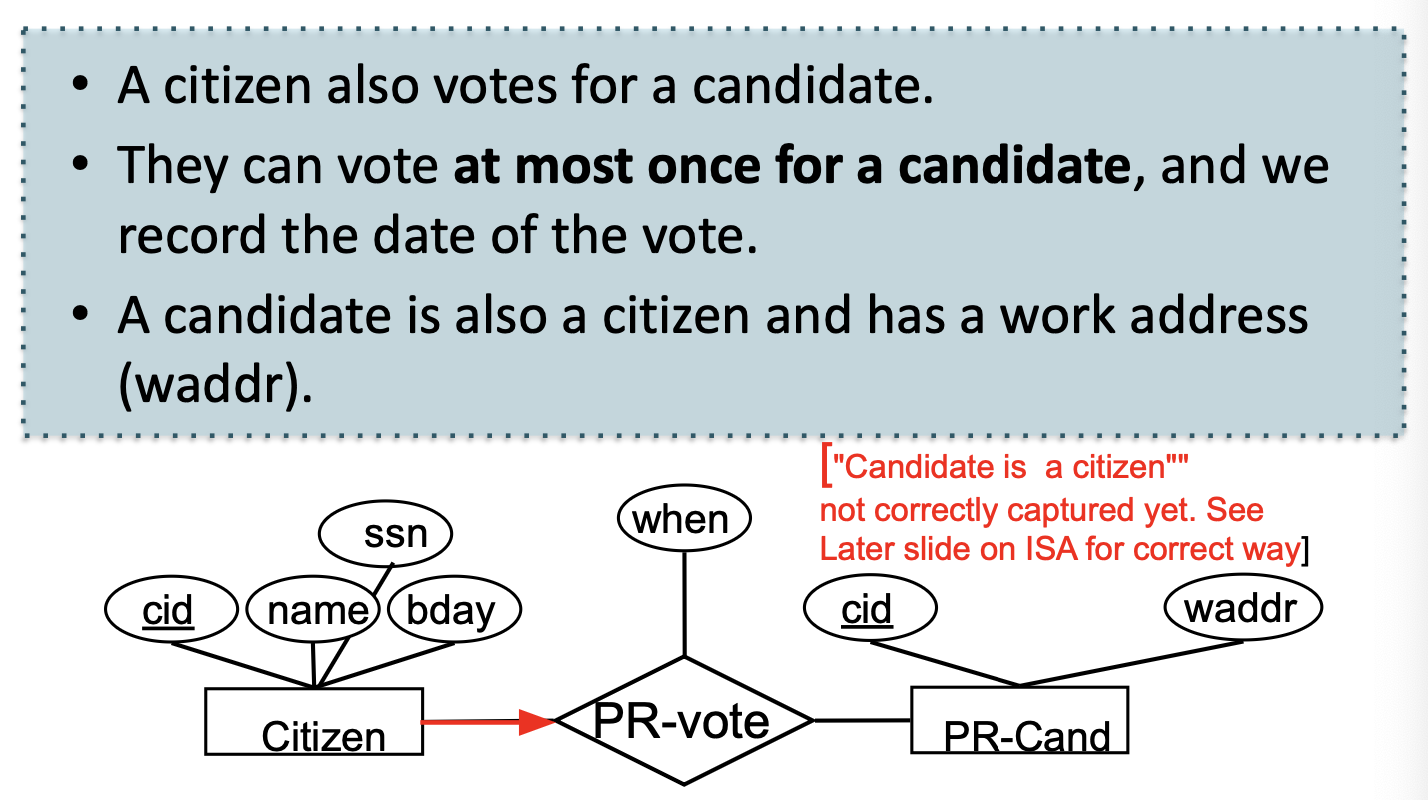 • A citizen also votes for a candidate.
• They can vote at most once for a candidate, and we
record the date of the vote.
• A candidate is also a citizen and has a work address
(waddr).
["Candidate is a citizen""
not correctly captured yet. See
Later slide on ISA for correct way]
ssn
when
cid
name
bday
cid
waddr
Citizen
PR-vote
PR-Cand